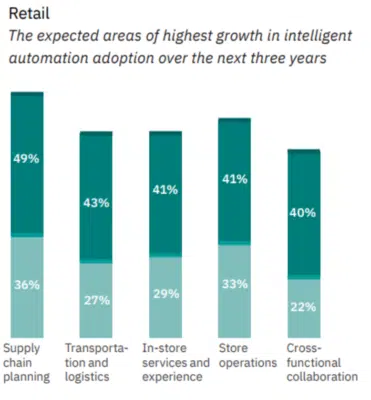 Retail
The expected areas of highest growth in intelligent
automation adoption over the next three years
49%
43%
41%
41%
40%
36%
27%
29%
33%
22%
Supply
chain
planning
Transporta-
tion and
logistics
In-store
services and
experience
Store
operations
Cross-
functional
collaboration